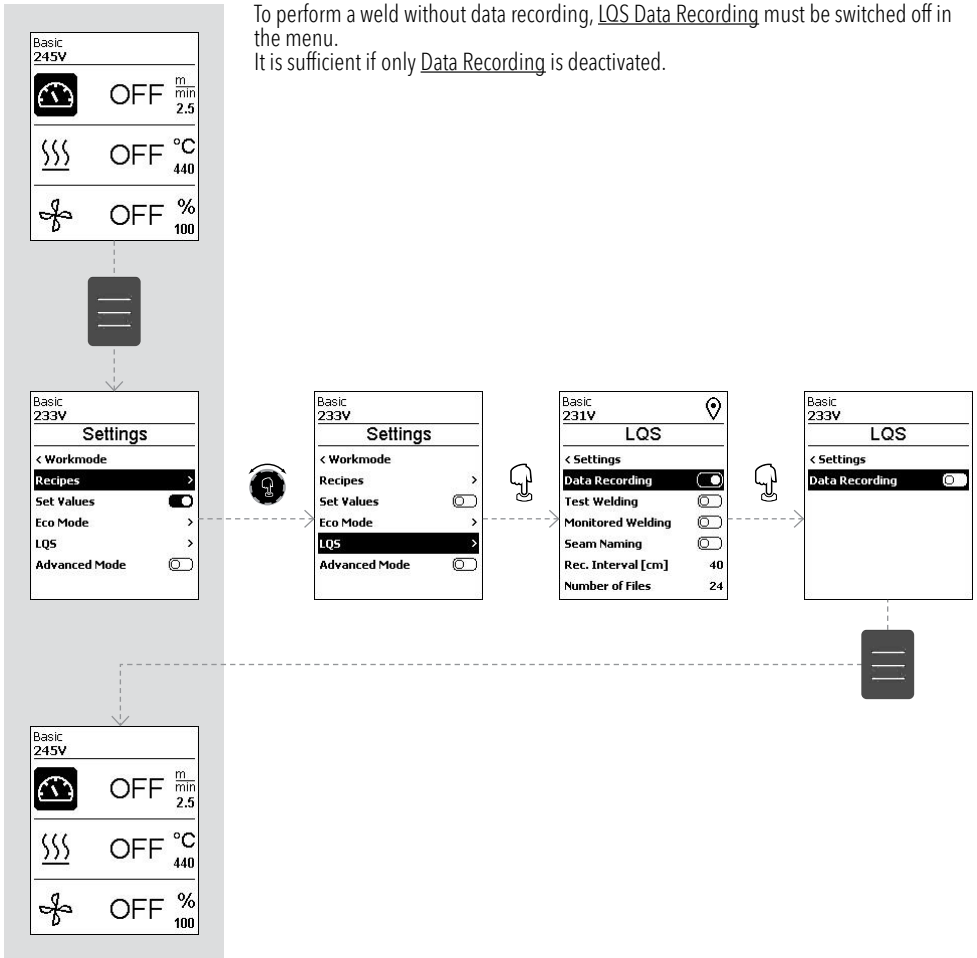 To perform a weld without data recording, LQS Data Recording must be switched off in
the menu.
It is sufficient if only Data Recording is deactivated.
Basic
245V
OFF m/min
2.5
OFF °C
440
OFF %
100
Basic
233V
Settings
< Workmode
Recipes >
Set Values
Eco Mode >
LQS >
Advanced Mode
Basic
233V
Settings
< Workmode
Recipes >
Set Values
Eco Mode >
LQS >
Advanced Mode
Basic
231V
LQS
< Settings
Data Recording
Test Welding
Monitored Welding
Seam Naming
Rec. Interval [cm] 40
Number of Files 24
Basic
233V
LQS
< Settings
Data Recording
Basic
245V
OFF m/min
2.5
OFF °C
440
OFF %
100